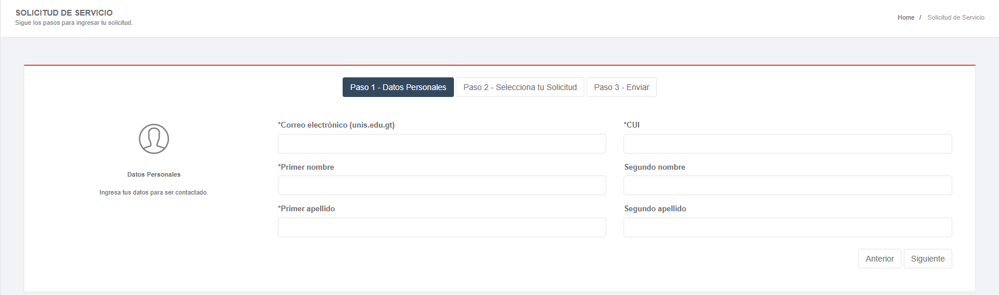 SOLICITUD DE SERVICIO
Sigue los pasos para ingresar tu solicitud.
Home / Solicitud de Servicio
Paso 1 - Datos Personales
Paso 2 - Selecciona tu Solicitud
Paso 3 - Enviar
Datos Personales
Ingresa tus datos para ser contactado.
*Correo electrónico (unis.edu.gt)
*CUI
*Primer nombre
Segundo nombre
*Primer apellido
Segundo apellido
Anterior
Siguiente